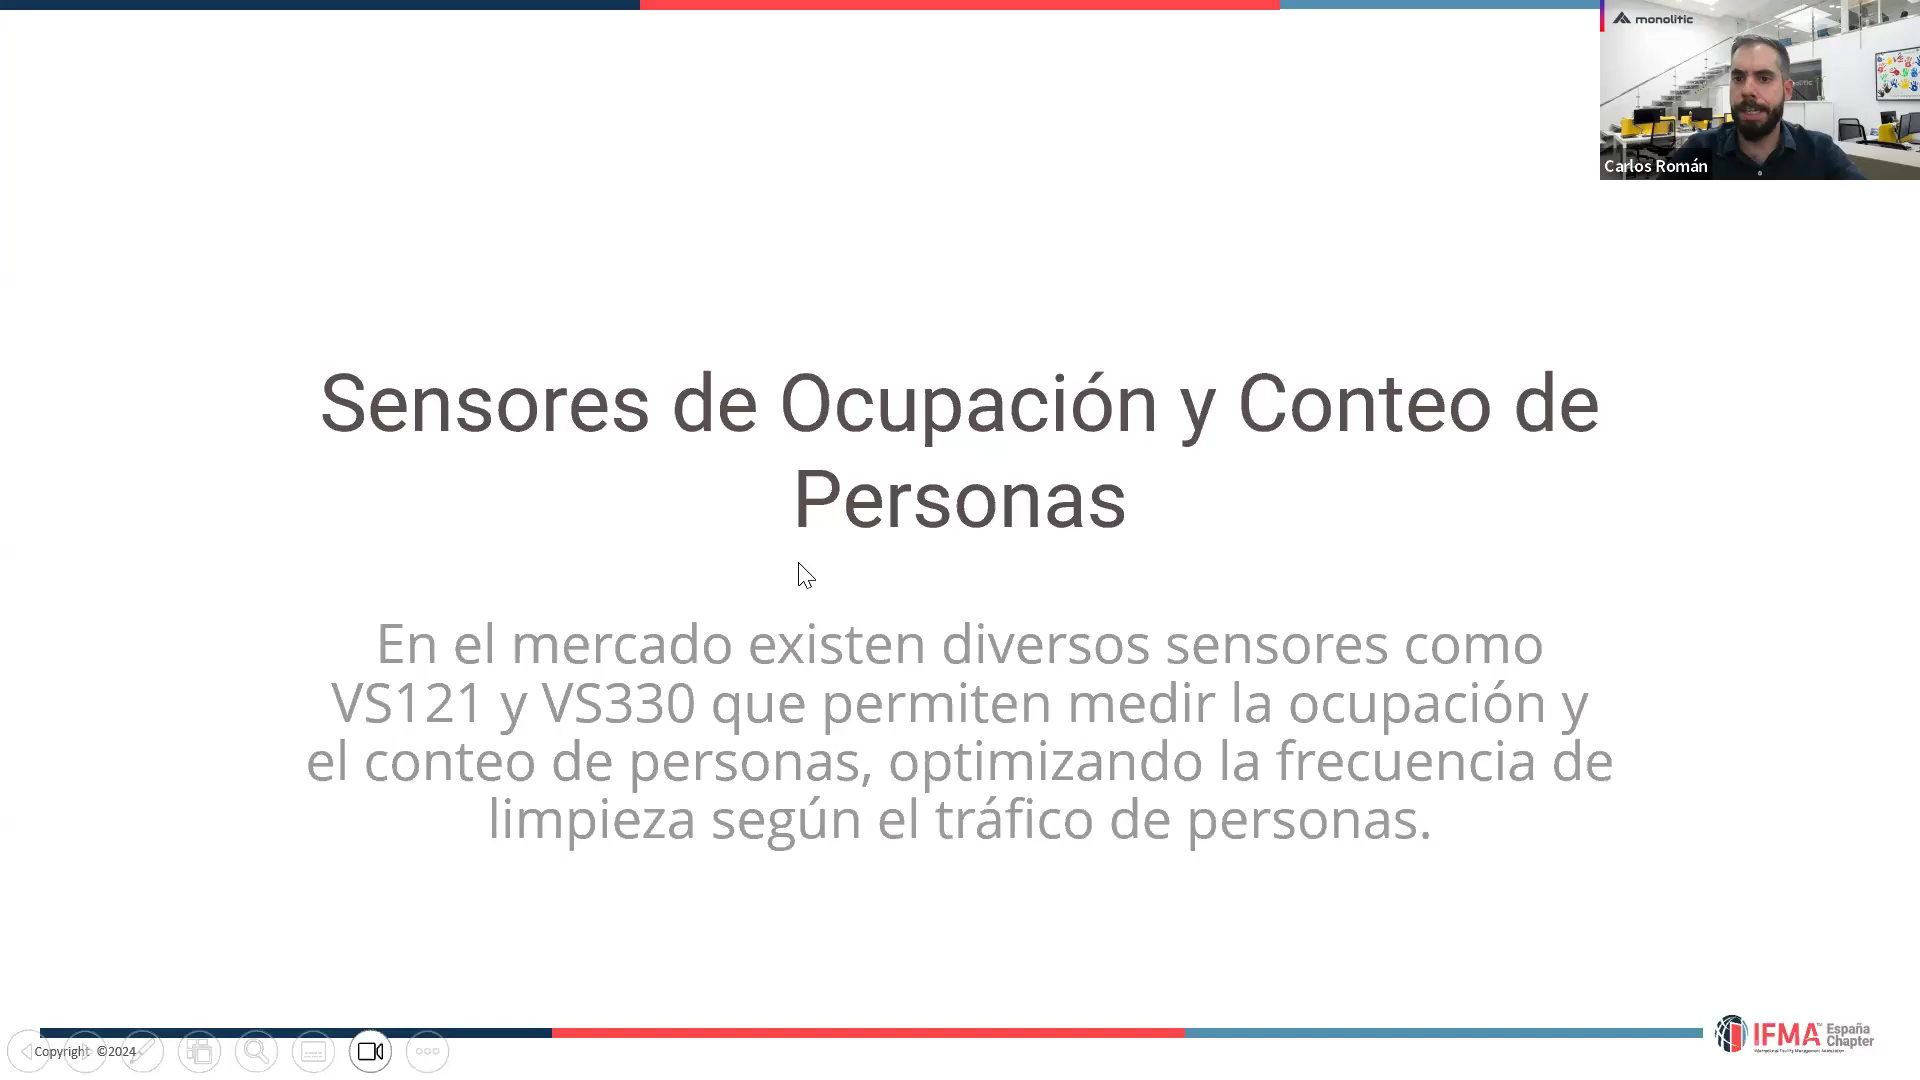 monolitic
Carlos Román
Sensores de Ocupación y Conteo de
Personas
En el mercado existen diversos sensores como
VS121 y VS330 que permiten medir la ocupación y
el conteo de personas, optimizando la frecuencia de
limpieza según el tráfico de personas.
Copyright ©2024
IFMA™ España
Chapter
International Facility Management Association